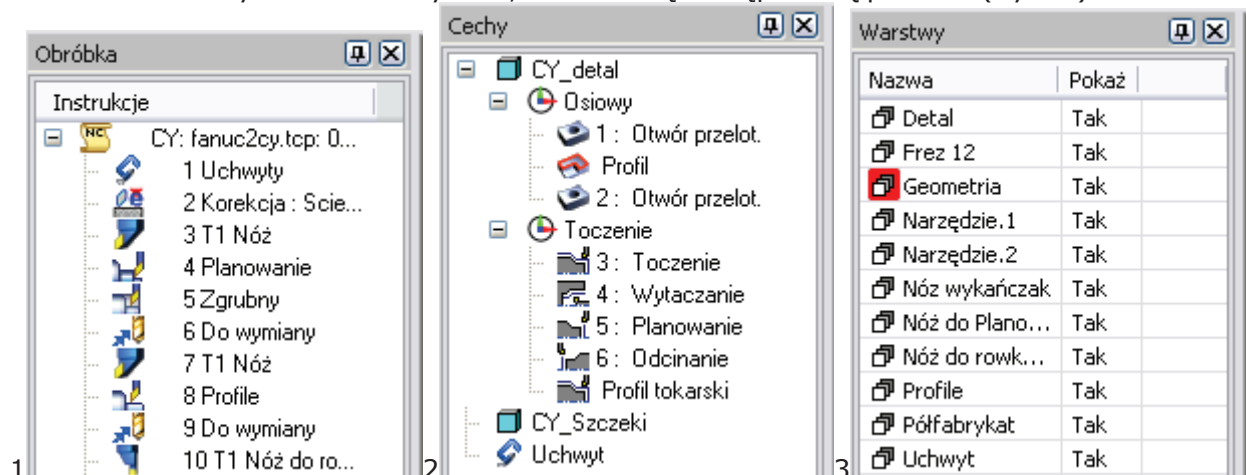 Obróbka
Instrukcje
CY: fanuc2cy.tcp: 0...
1 Uchwyty
2 Korekcja : Scie...
3 T1 Nóż
4 Planowanie
5 Zgrubny
6 Do wymiany
7 T1 Nóż
8 Profile
9 Do wymiany
10 T1 Nóż do ro...
1
Cechy
CY_detal
Osiowy
1 : Otwór przelot.
Profil
2 : Otwór przelot.
Toczenie
3 : Toczenie
4 : Wytaczanie
5 : Planowanie
6 : Odcinanie
Profil tokarski
CY_Szczeki
Uchwyt
2
Warstwy
Nazwa Pokaż
Detal Tak
Frez 12 Tak
Geometria Tak
Narzędzie.1 Tak
Narzędzie.2 Tak
Nóz wykańczak Tak
Nóż do Plano... Tak
Nóż do rowk... Tak
Profile Tak
Półfabrykat Tak
Uchwyt Tak
3